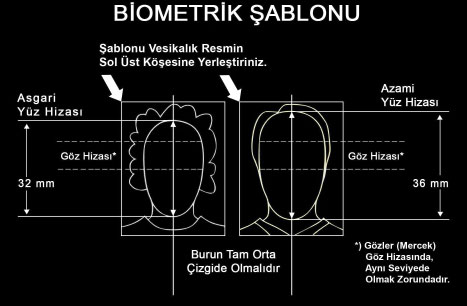 BİOMETRİK ŞABLONU
Şablonu Vesikalık Resmin
Sol Üst Köşesine Yerleştiriniz.
Asgari
Yüz Hizası
Azami
Yüz Hizası
Göz Hizası*
Göz Hizası*
32 mm
36 mm
Burun Tam Orta
Çizgide Olmalıdır
*) Gözler (Mercek)
Göz Hizasında,
Aynı Seviyede
Olmak Zorundadır.